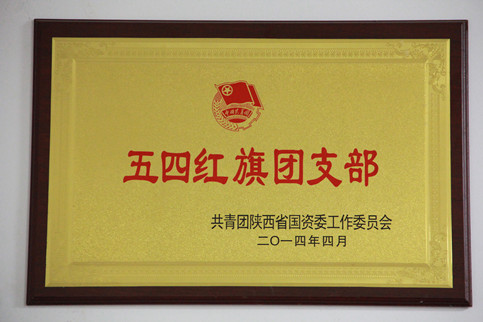 五四红旗团支部
共青团陕西省国资委工作委员会
二〇一四年四月